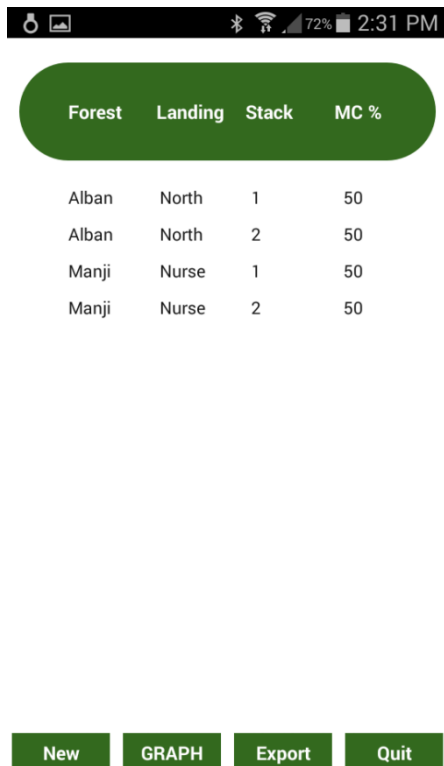 72% 2:31 PM
Forest Landing Stack MC %
Alban North 1 50
Alban North 2 50
Manji Nurse 1 50
Manji Nurse 2 50
New GRAPH Export Quit